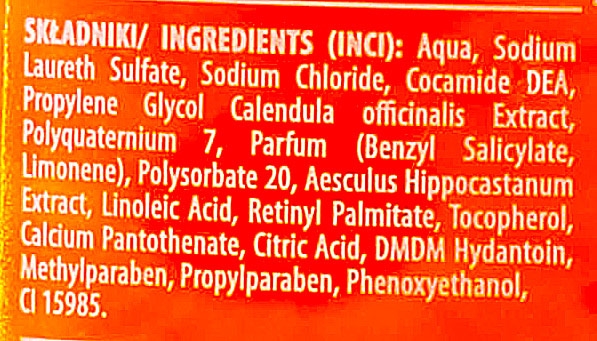 SKŁADNIKI/ INGREDIENTS (INCI): Aqua, Sodium
Laureth Sulfate, Sodium Chloride, Cocamide DEA,
Propylene Glycol Calendula officinalis Extract,
Polyquaternium 7, Parfum (Benzyl Salicylate,
Limonene), Polysorbate 20, Aesculus Hippocastanum
Extract, Linoleic Acid, Retinyl Palmitate, Tocopherol,
Calcium Pantothenate, Citric Acid, DMDM Hydantoin,
Methylparaben, Propylparaben, Phenoxyethanol,
CI 15985.